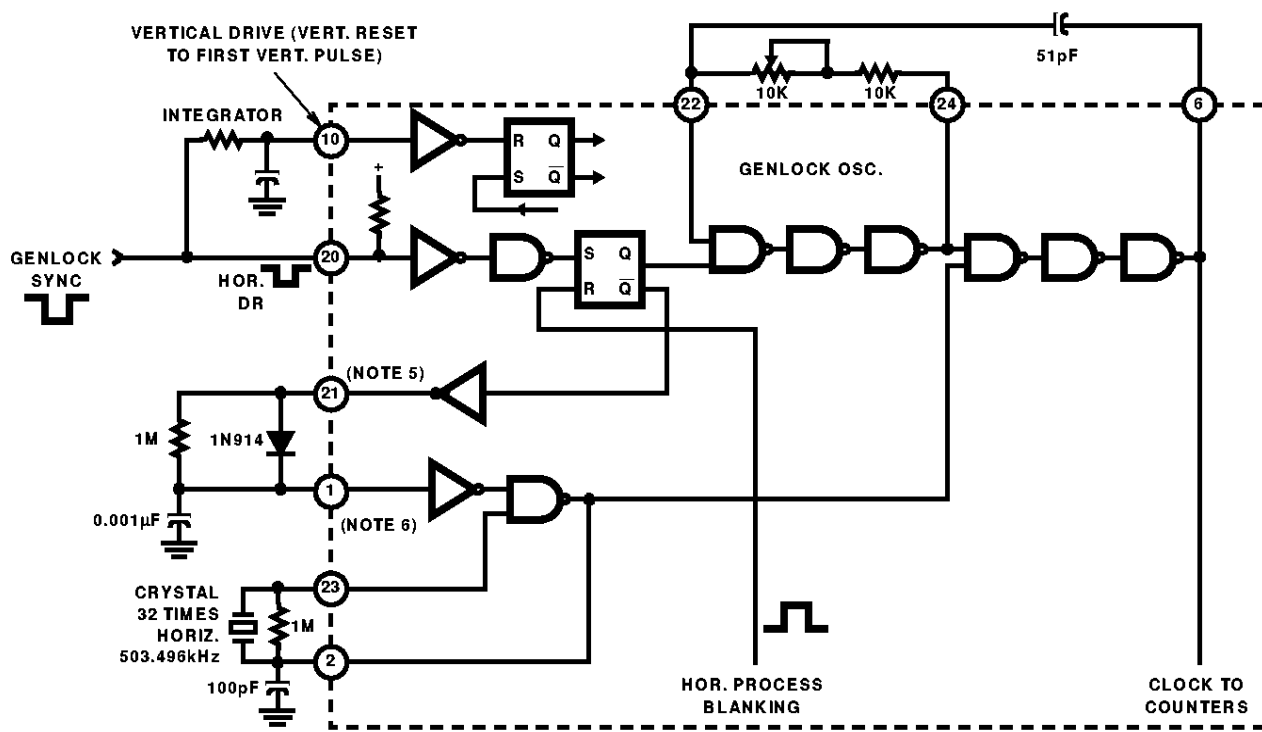 VERTICAL DRIVE (VERT. RESET
TO FIRST VERT. PULSE)
51pF
10K
10K
22
24
6
INTEGRATOR
10
R
Q
S
Q̅
GENLOCK OSC.
+
20
GENLOCK
SYNC
HOR.
DR
S
Q
R
Q̅
21
(NOTE 5)
1M
1N914
1
0.001μF
(NOTE 6)
23
CRYSTAL
32 TIMES
HORIZ.
503.496kHz
1M
2
100pF
HOR. PROCESS
BLANKING
CLOCK TO
COUNTERS